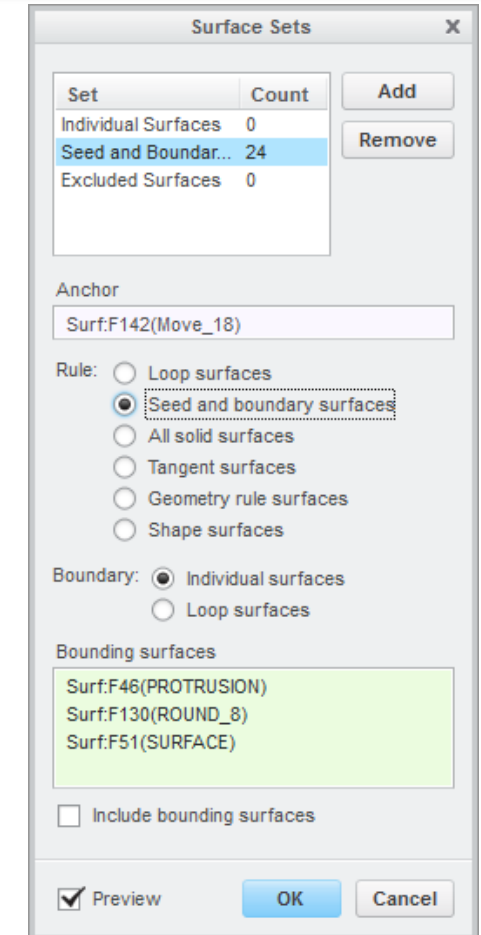 Surface Sets
Set Count
Add
Individual Surfaces 0
Remove
Seed and Boundar... 24
Excluded Surfaces 0
Anchor
Surf:F142(Move_18)
Rule: Loop surfaces
Seed and boundary surfaces
All solid surfaces
Tangent surfaces
Geometry rule surfaces
Shape surfaces
Boundary: Individual surfaces
Loop surfaces
Bounding surfaces
Surf:F46(PROTRUSION)
Surf:F130(ROUND_8)
Surf:F51(SURFACE)
Include bounding surfaces
Preview OK Cancel